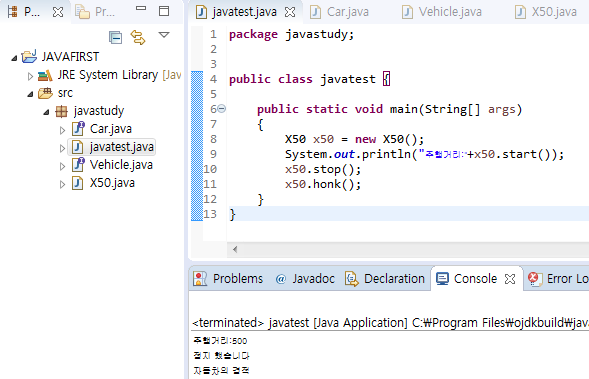 P...
Pr...
JAVAFIRST
JRE System Library [Jav
src
javastudy
Car.java
javatest.java
Vehicle.java
X50.java
javatest.java
Car.java
Vehicle.java
X50.java
1 package javastudy;
2
3
4 public class javatest {
5
6 public static void main(String[] args)
7 {
8 X50 x50 = new X50();
9 System.out.println("주행거리:"+x50.start());
10 x50.stop();
11 x50.honk();
12 }
13 }
Problems @ Javadoc Declaration Console Error Lo
<terminated> javatest [Java Application] C:\Program Files\ojdkbuild\java
주행거리:500
정지 했습니다
자동차의 경적